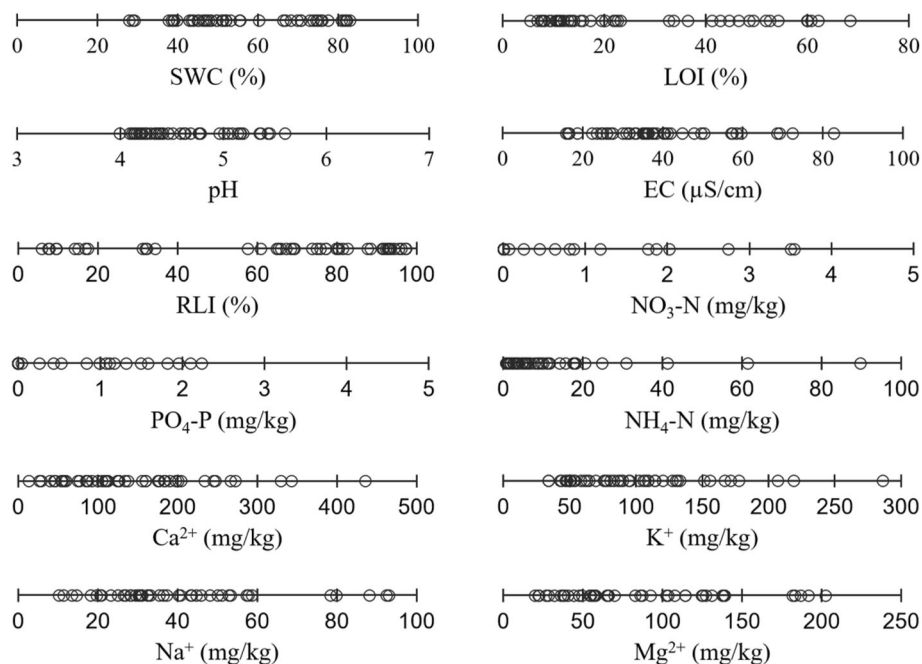 0 20 40 60 80 100
SWC (%)
0 20 40 60 80
LOI (%)
3 4 5 6 7
pH
0 20 40 60 80 100
EC (µS/cm)
0 20 40 60 80 100
RLI (%)
0 1 2 3 4 5
NO₃-N (mg/kg)
0 1 2 3 4 5
PO₄-P (mg/kg)
0 20 40 60 80 100
NH₄-N (mg/kg)
0 100 200 300 400 500
Ca²⁺ (mg/kg)
0 50 100 150 200 250 300
K⁺ (mg/kg)
0 20 40 60 80 100
Na⁺ (mg/kg)
0 50 100 150 200 250
Mg²⁺ (mg/kg)